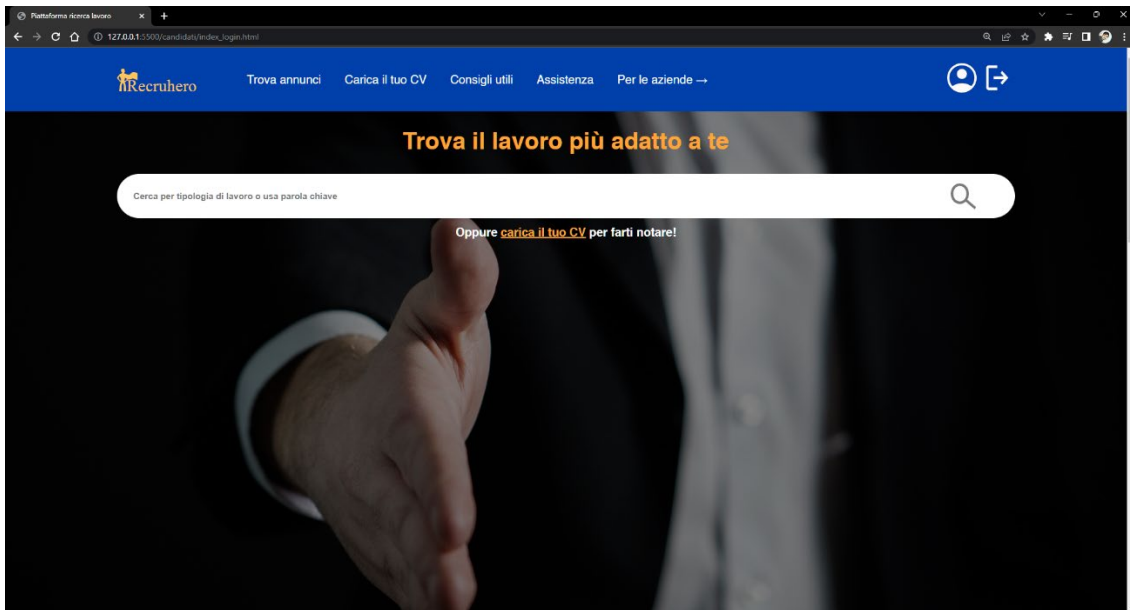 Piattaforma ricerca lavoro
127.0.0.1:5500/candidati/index_login.html
Recruhero
Trova annunci
Carica il tuo CV
Consigli utili
Assistenza
Per le aziende →
Trova il lavoro più adatto a te
Cerca per tipologia di lavoro o usa parola chiave
Oppure carica il tuo CV per farti notare!